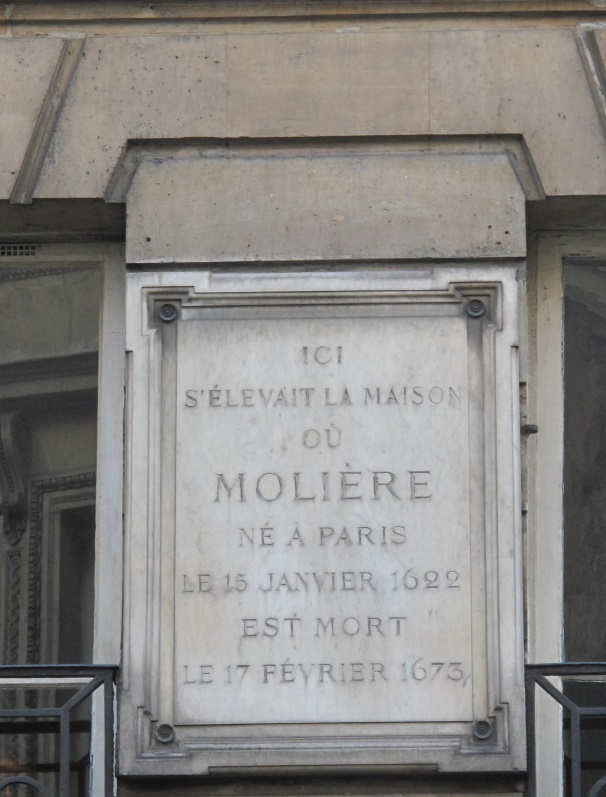 ICI
S'ÉLEVAIT LA MAISON
OÙ
MOLIÈRE
NÉ A PARIS
LE 15 JANVIER 1622
EST MORT
LE 17 FÉVRIER 1673